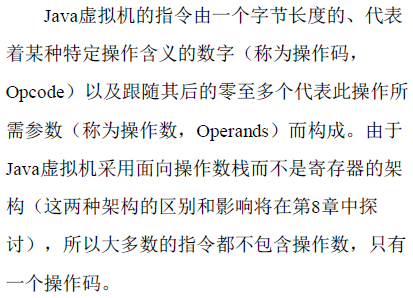 Java虚拟机的指令由一个字节长度的、代表
着某种特定操作含义的数字（称为操作码，
Opcode）以及跟随其后的零至多个代表此操作所
需参数（称为操作数，Operands）而构成。由于
Java虚拟机采用面向操作数栈而不是寄存器的架
构（这两种架构的区别和影响将在第8章中探
讨），所以大多数的指令都不包含操作数，只有
一个操作码。